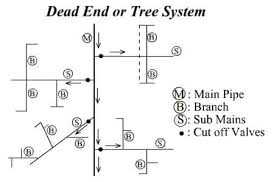 Dead End or Tree System
M
B
B
B
S
S
B
B
B
M : Main Pipe
B : Branch
S : Sub Mains
• : Cut off Valves
S
B
B
B
S
B